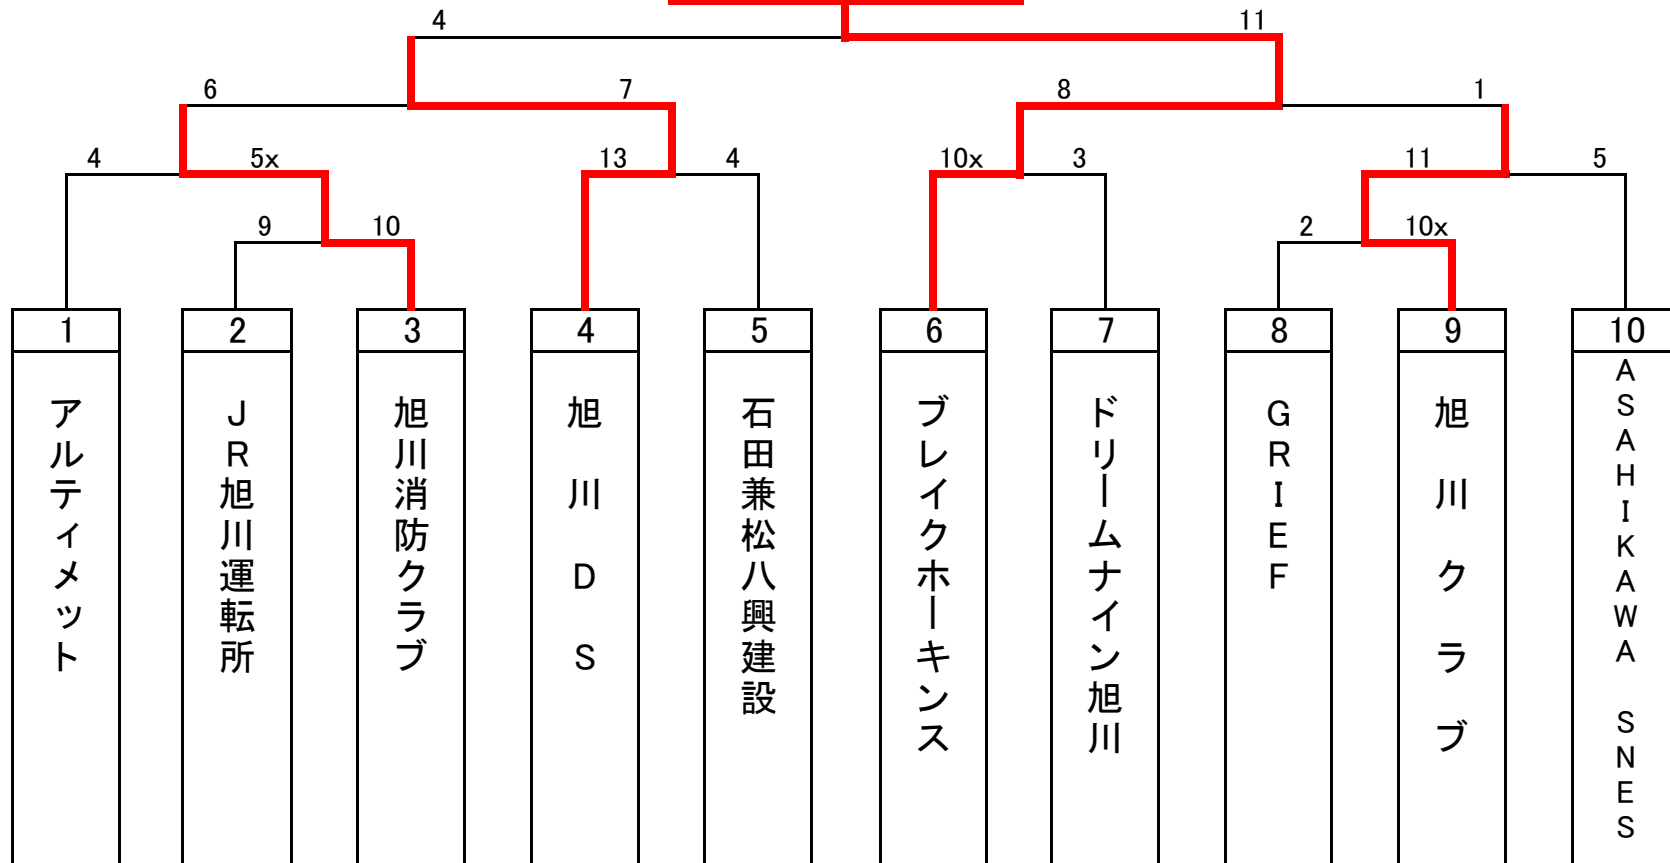 4 11
6 7 8 1
4 5x 13 4 10x 3 11 5
9 10 2 10x
1 2 3 4 5 6 7 8 9 10
アルティメット
JR旭川運転所
旭川消防クラブ
旭川DS
石田兼松八興建設
ブレイクホーキンス
ドリームナイン旭川
GRIEF
旭川クラブ
ASAHIKAWA SNES